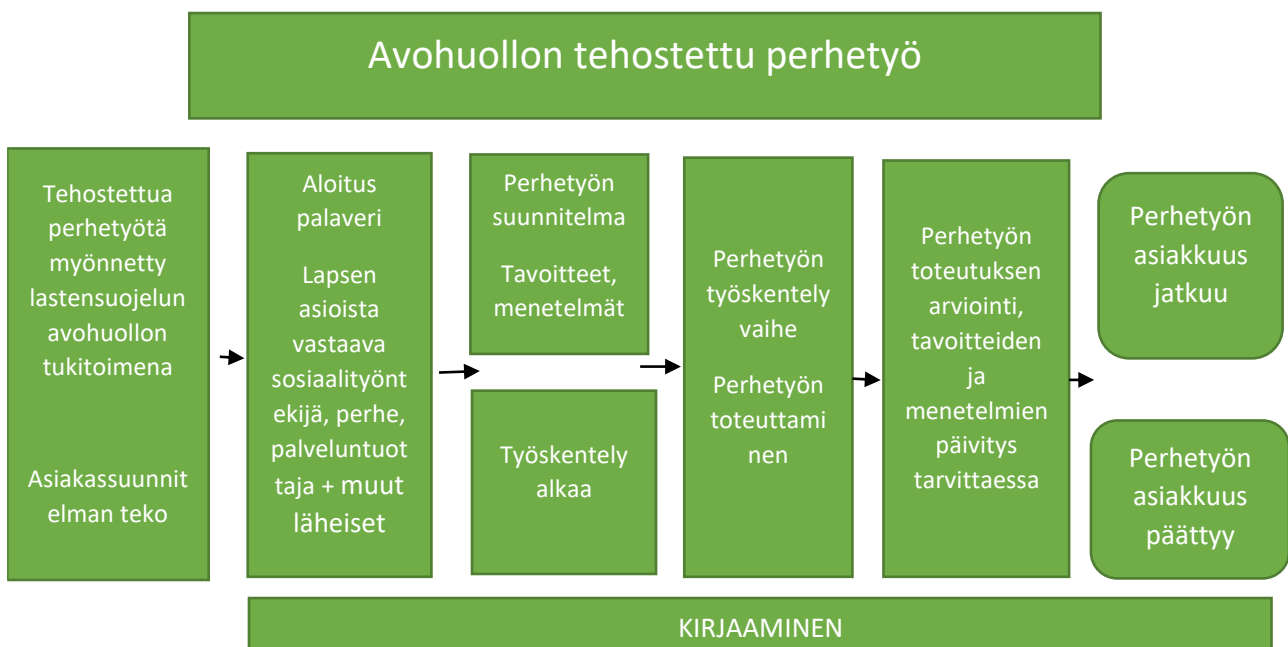 Avohuollon tehostettu perhetyö
Tehostettua
perhetyötä
myönnetty
lastensuojelun
avohuollon
tukitoimena
Asiakassuunnit
elman teko
Aloitus
palaveri
Lapsen
asioista
vastaava
sosiaalityönt
ekijä, perhe,
palveluntuot
taja + muut
läheiset
Perhetyön
suunnitelma
Tavoitteet,
menetelmät
Työskentely
alkaa
Perhetyön
työskentely
vaihe
Perhetyön
toteuttami
nen
Perhetyön
toteutuksen
arviointi,
tavoitteiden
ja
menetelmien
päivitys
tarvittaessa
Perhetyön
asiakkuus
jatkuu
Perhetyön
asiakkuus
päättyy
KIRJAAMINEN